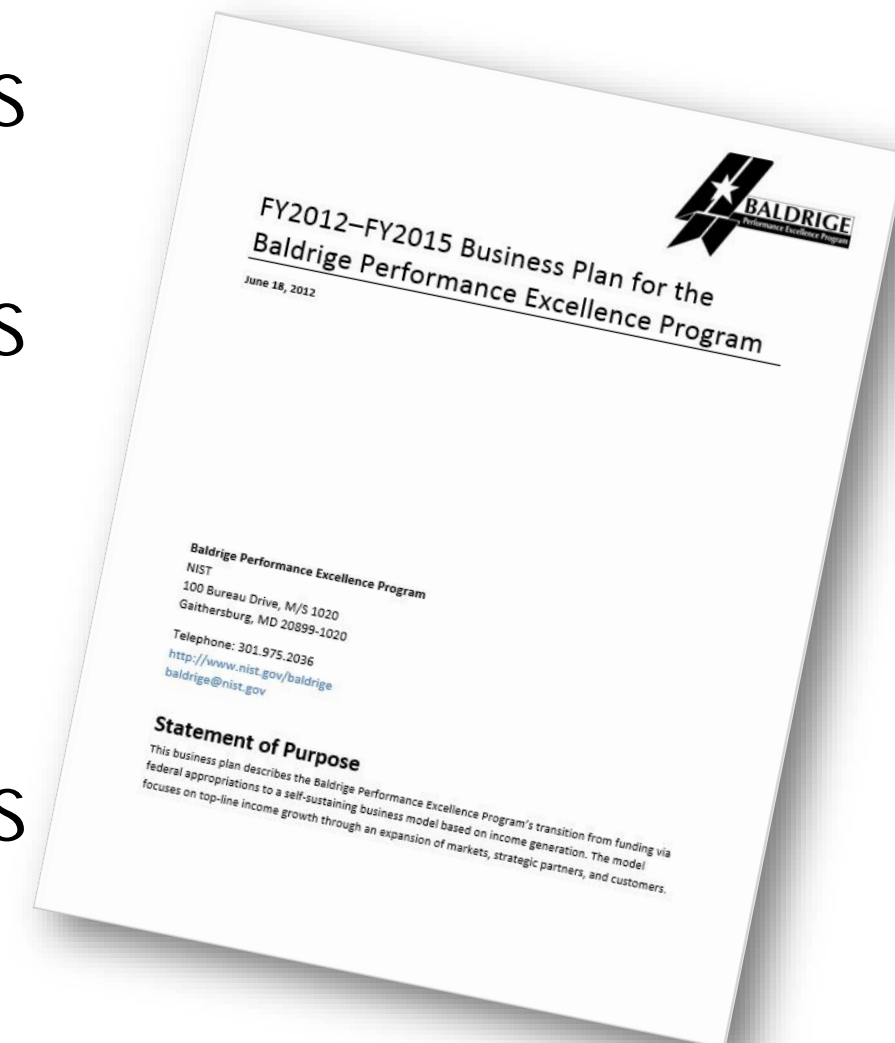 S
S
S
BALDRIGE
Performance Excellence Program
FY2012–FY2015 Business Plan for the
Baldrige Performance Excellence Program
June 18, 2012
Baldrige Performance Excellence Program
NIST
100 Bureau Drive, M/S 1020
Gaithersburg, MD 20899-1020
Telephone: 301.975.2036
http://www.nist.gov/baldrige
baldrige@nist.gov
Statement of Purpose
This business plan describes the Baldrige Performance Excellence Program's transition from funding via
federal appropriations to a self-sustaining business model based on income generation. The model
focuses on top-line income growth through an expansion of markets, strategic partners, and customers.